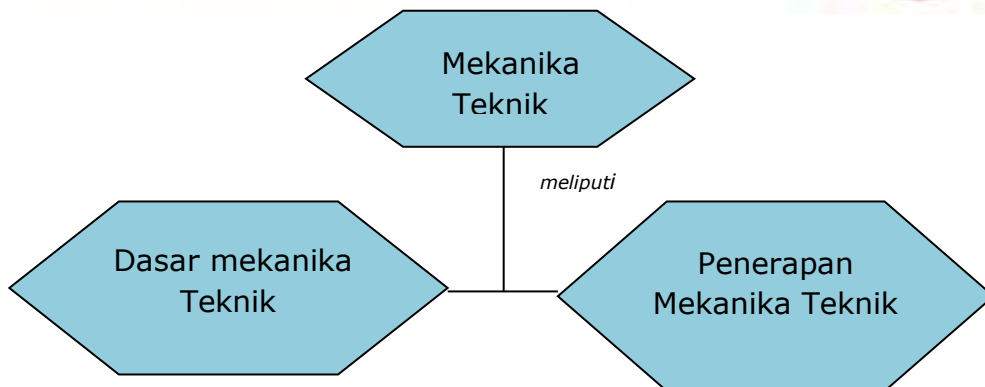 Mekanika
Teknik
meliputi
Dasar mekanika
Teknik
Penerapan
Mekanika Teknik